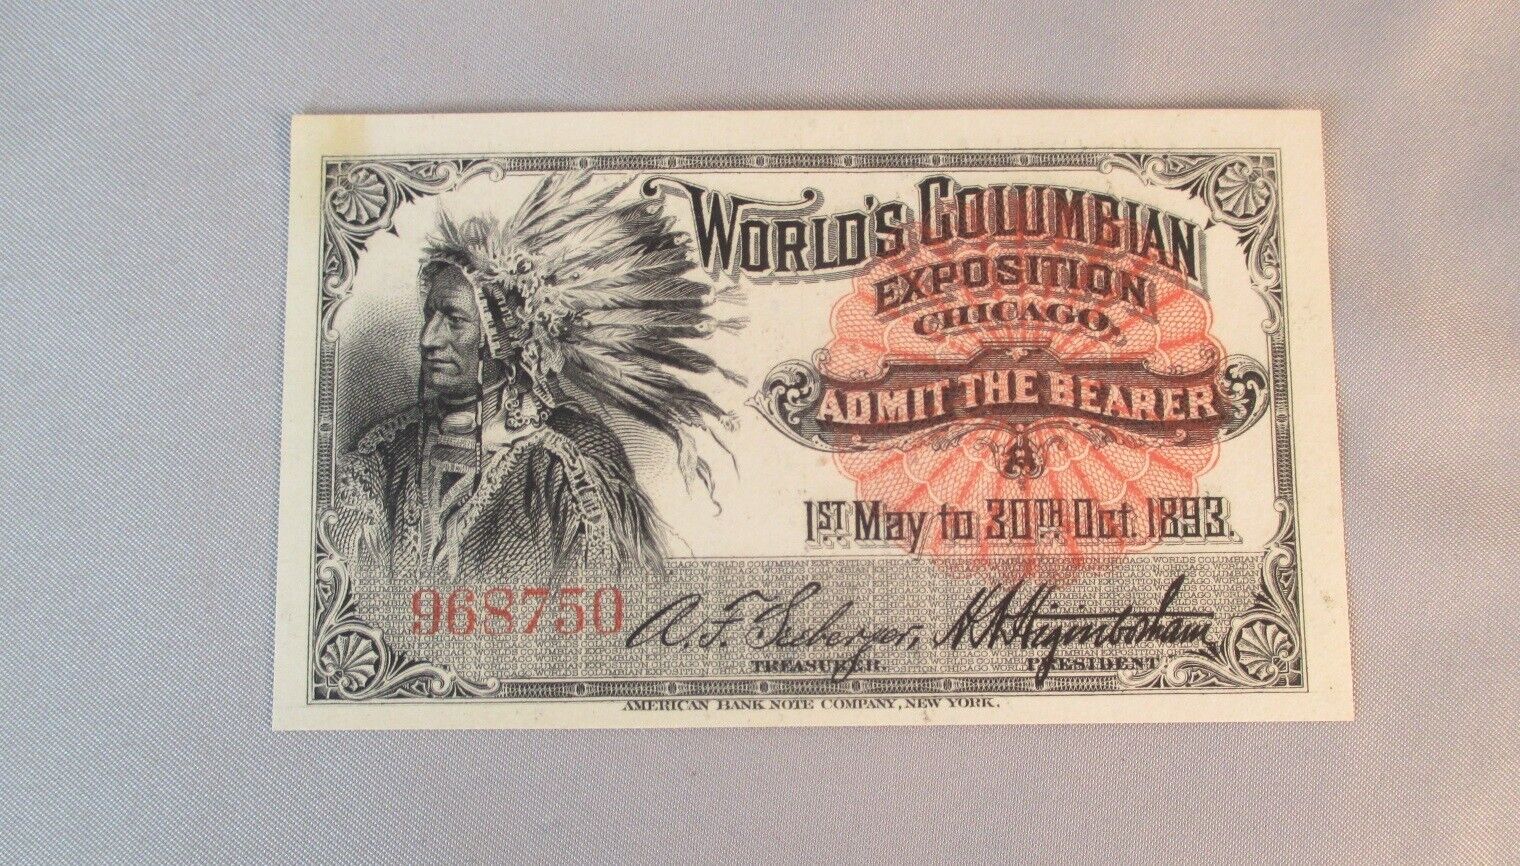 WORLD'S COLUMBIAN
EXPOSITION
CHICAGO,
ADMIT THE BEARER
1ST May to 30TH Oct. 1893.
968750
A. F. Seeberger,
TREASURER.
H N Higinbotham
PRESIDENT.
AMERICAN BANK NOTE COMPANY, NEW YORK.